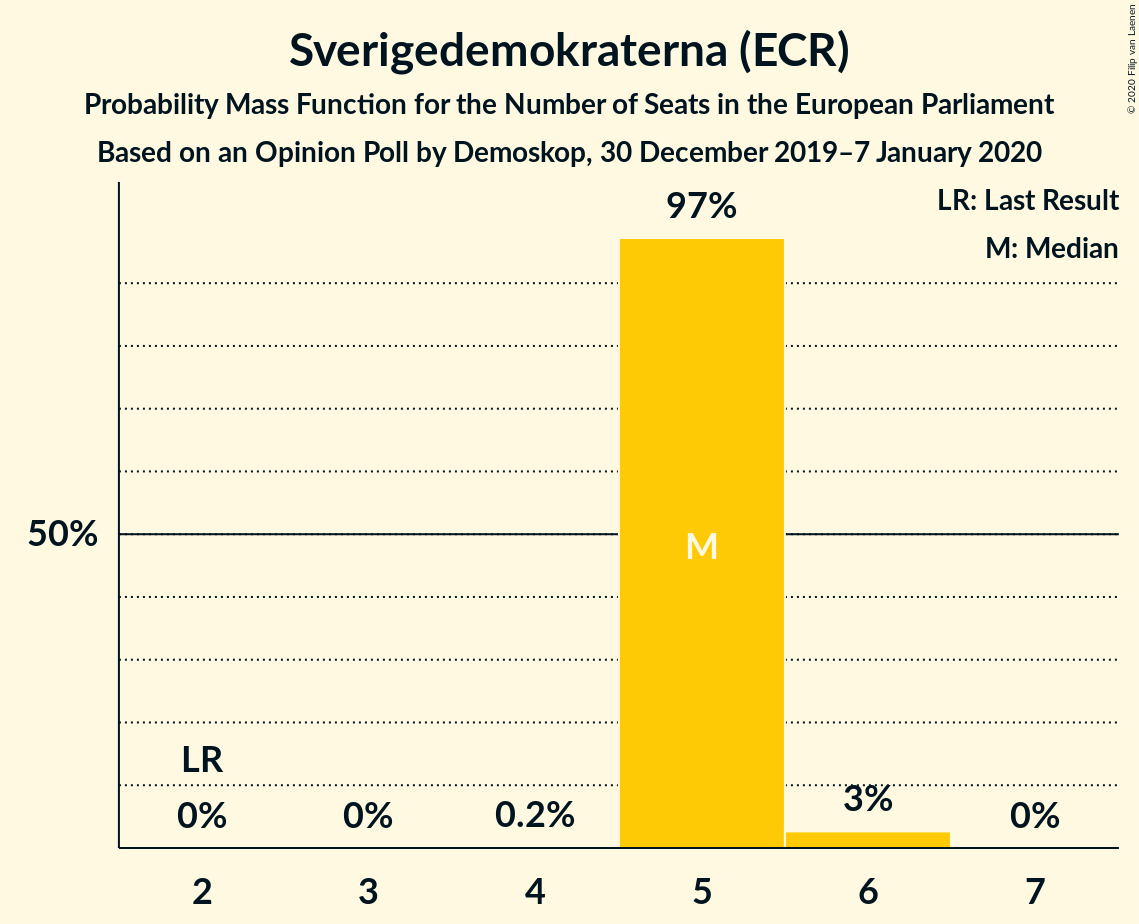 Sverigedemokraterna (ECR)
Probability Mass Function for the Number of Seats in the European Parliament
Based on an Opinion Poll by Demoskop, 30 December 2019–7 January 2020
© 2020 Filip van Laenen
LR: Last Result
M: Median
97%
50%
M
LR
0%
0%
0.2%
3%
0%
2
3
4
5
6
7